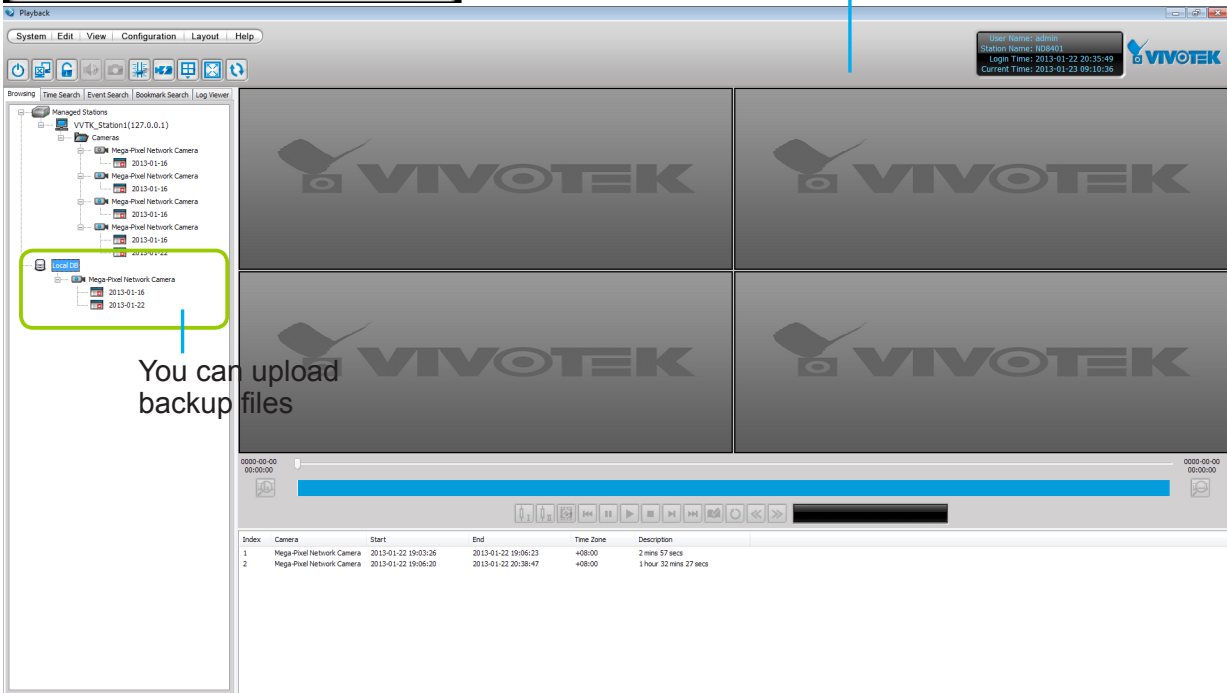 Playback
System Edit View Configuration Layout Help
User Name: admin
Station Name: ND8401
Login Time: 2013-01-22 20:35:49
Current Time: 2013-01-23 09:10:36
VIVOTEK
Browsing Time Search Event Search Bookmark Search Log Viewer
Managed Stations
VVTK_Station1(127.0.0.1)
Cameras
Mega-Pixel Network Camera
2013-01-16
Mega-Pixel Network Camera
2013-01-16
Mega-Pixel Network Camera
2013-01-16
Mega-Pixel Network Camera
2013-01-16
2013-01-22
Local DB
Mega-Pixel Network Camera
2013-01-16
2013-01-22
You can upload
backup files
VIVOTEK
VIVOTEK
VIVOTEK
VIVOTEK
0000-00-00
00:00:00
0000-00-00
00:00:00
Index Camera Start End Time Zone Description
1 Mega-Pixel Network Camera 2013-01-22 19:03:26 2013-01-22 19:06:23 +08:00 2 mins 57 secs
2 Mega-Pixel Network Camera 2013-01-22 19:06:20 2013-01-22 20:38:47 +08:00 1 hour 32 mins 27 secs